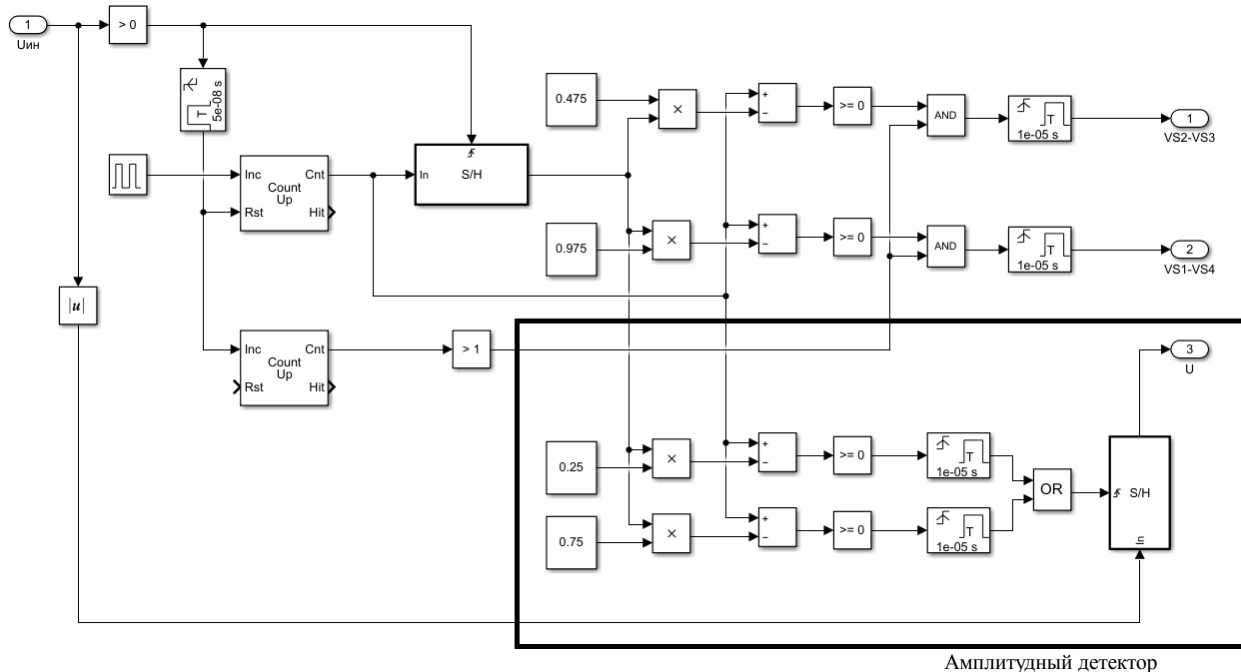 1
Uин
> 0
5e-08 s
T
Inc
Cnt
Count
Up
Rst
Hit
In
S/H
0.475
×
+
−
>= 0
AND
T
1e-05 s
1
VS2-VS3
0.975
×
+
−
>= 0
AND
T
1e-05 s
2
VS1-VS4
|u|
Inc
Cnt
Count
Up
Rst
Hit
> 1
3
U
0.25
×
+
−
>= 0
T
1e-05 s
OR
S/H
In
0.75
×
+
−
>= 0
T
1e-05 s
Амплитудный детектор